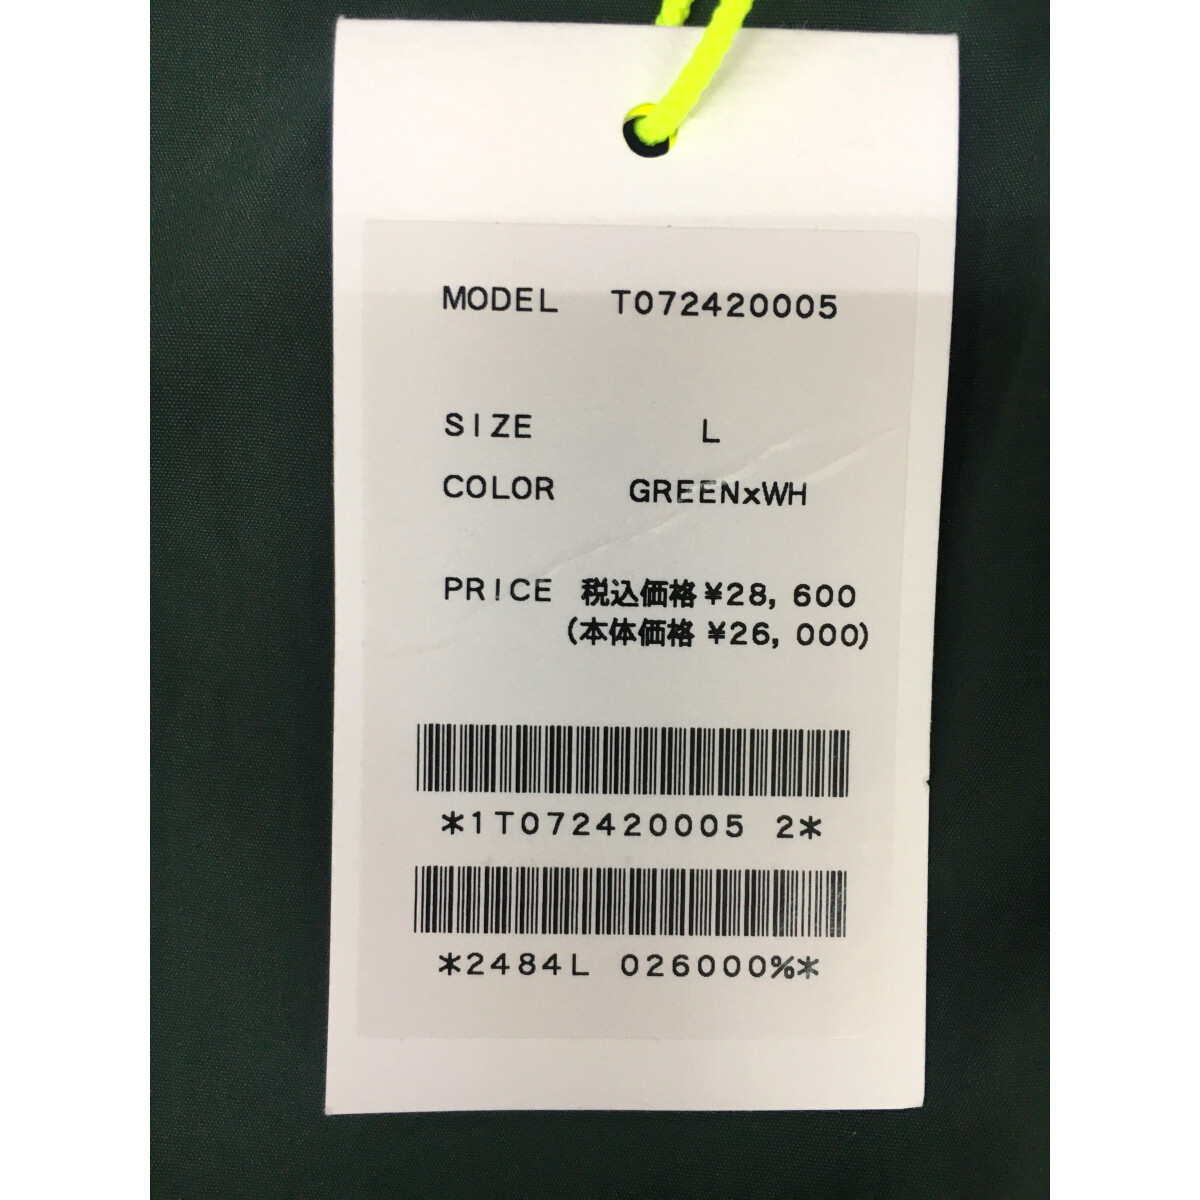 MODEL T072420005
SIZE L
COLOR GREENxWH
PRICE 税込価格 ¥28,600
(本体価格 ¥26,000)
*1T072420005 2*
*2484L 026000%*